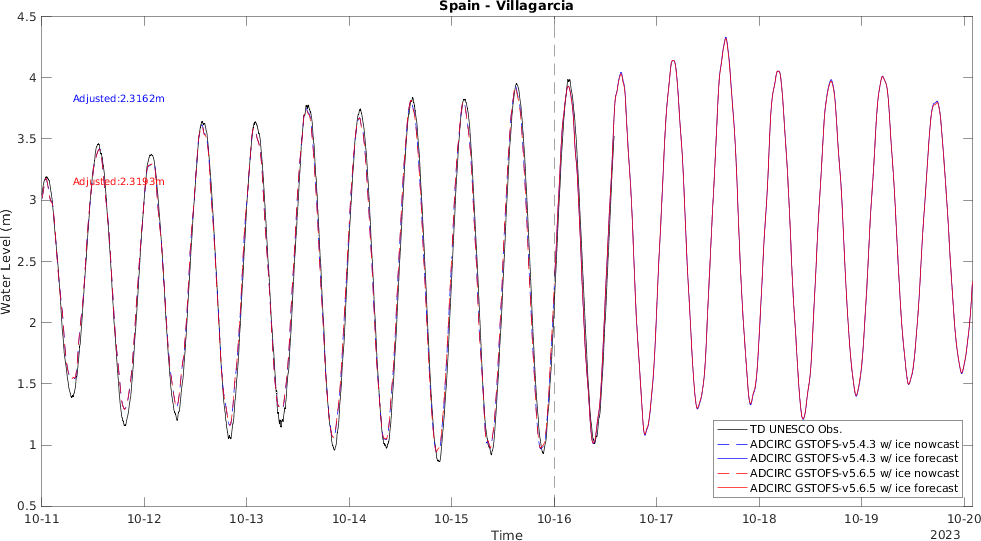 Spain - Villagarcia
4.5
4
3.5
3
2.5
2
1.5
1
0.5
Water Level (m)
Adjusted:2.3162m
Adjusted:2.3193m
TD UNESCO Obs.
ADCIRC GSTOFS-v5.4.3 w/ ice nowcast
ADCIRC GSTOFS-v5.4.3 w/ ice forecast
ADCIRC GSTOFS-v5.6.5 w/ ice nowcast
ADCIRC GSTOFS-v5.6.5 w/ ice forecast
10-11 10-12 10-13 10-14 10-15 10-16 10-17 10-18 10-19 10-20
Time
2023